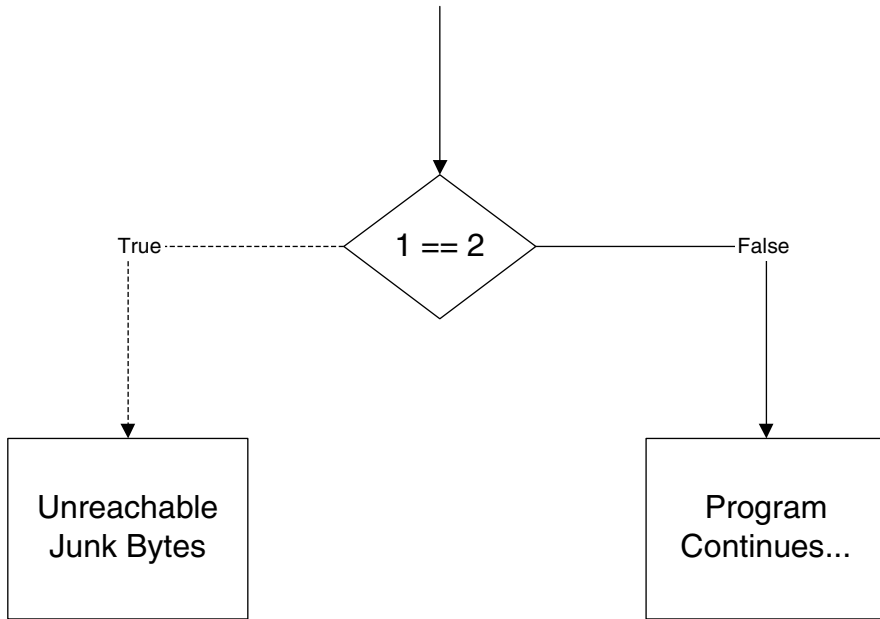 1 == 2
True
False
Unreachable
Junk Bytes
Program
Continues...